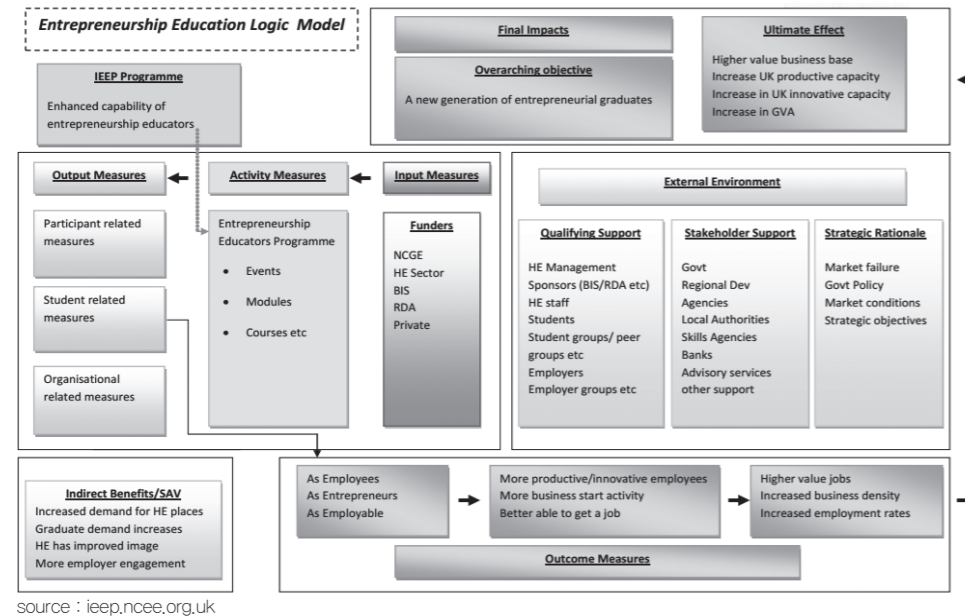 Entrepreneurship Education Logic Model
IEEP Programme
Enhanced capability of
entrepreneurship educators
Final Impacts
Overarching objective
A new generation of entrepreneurial graduates
Ultimate Effect
Higher value business base
Increase UK productive capacity
Increase in UK innovative capacity
Increase in GVA
Output Measures
Activity Measures
Input Measures
Participant related
measures
Student related
measures
Organisational
related measures
Entrepreneurship
Educators Programme
• Events
• Modules
• Courses etc
Funders
NCGE
HE Sector
BIS
RDA
Private
External Environment
Qualifying Support
HE Management
Sponsors (BIS/RDA etc)
HE staff
Students
Student groups/ peer
groups etc
Employers
Employer groups etc
Stakeholder Support
Govt
Regional Dev
Agencies
Local Authorities
Skills Agencies
Banks
Advisory services
other support
Strategic Rationale
Market failure
Govt Policy
Market conditions
Strategic objectives
Indirect Benefits/SAV
Increased demand for HE places
Graduate demand increases
HE has improved image
More employer engagement
As Employees
As Entrepreneurs
As Employable
More productive/innovative employees
More business start activity
Better able to get a job
Higher value jobs
Increased business density
Increased employment rates
Outcome Measures
source : ieep.ncee.org.uk